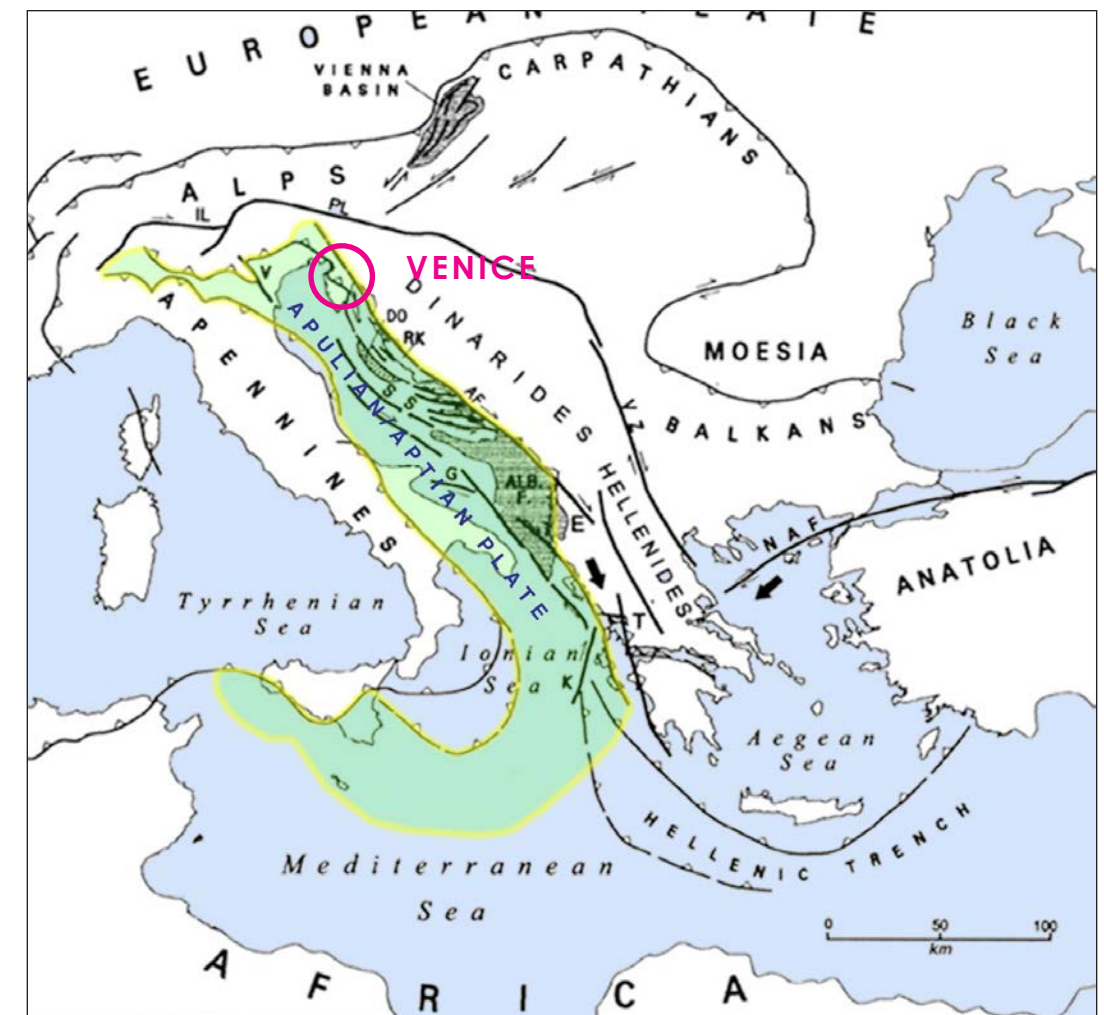 EUROPEAN PLATE
VIENNA
BASIN
CARPATHIANS
ALPS
PL
IL
VENICE
V
DINARIDES
DO
RK
APULIAN/APTIAN PLATE
APENNINES
S S
AF
MOESIA
Black
Sea
VZ
BALKANS
G
ALB.
F.
E
HELLENIDES
NAF
ANATOLIA
Tyrrhenian
Sea
T
Ionian
Sea
K
Aegean
Sea
HELLENIC TRENCH
Mediterranean
Sea
0 50 100
km
AFRICA